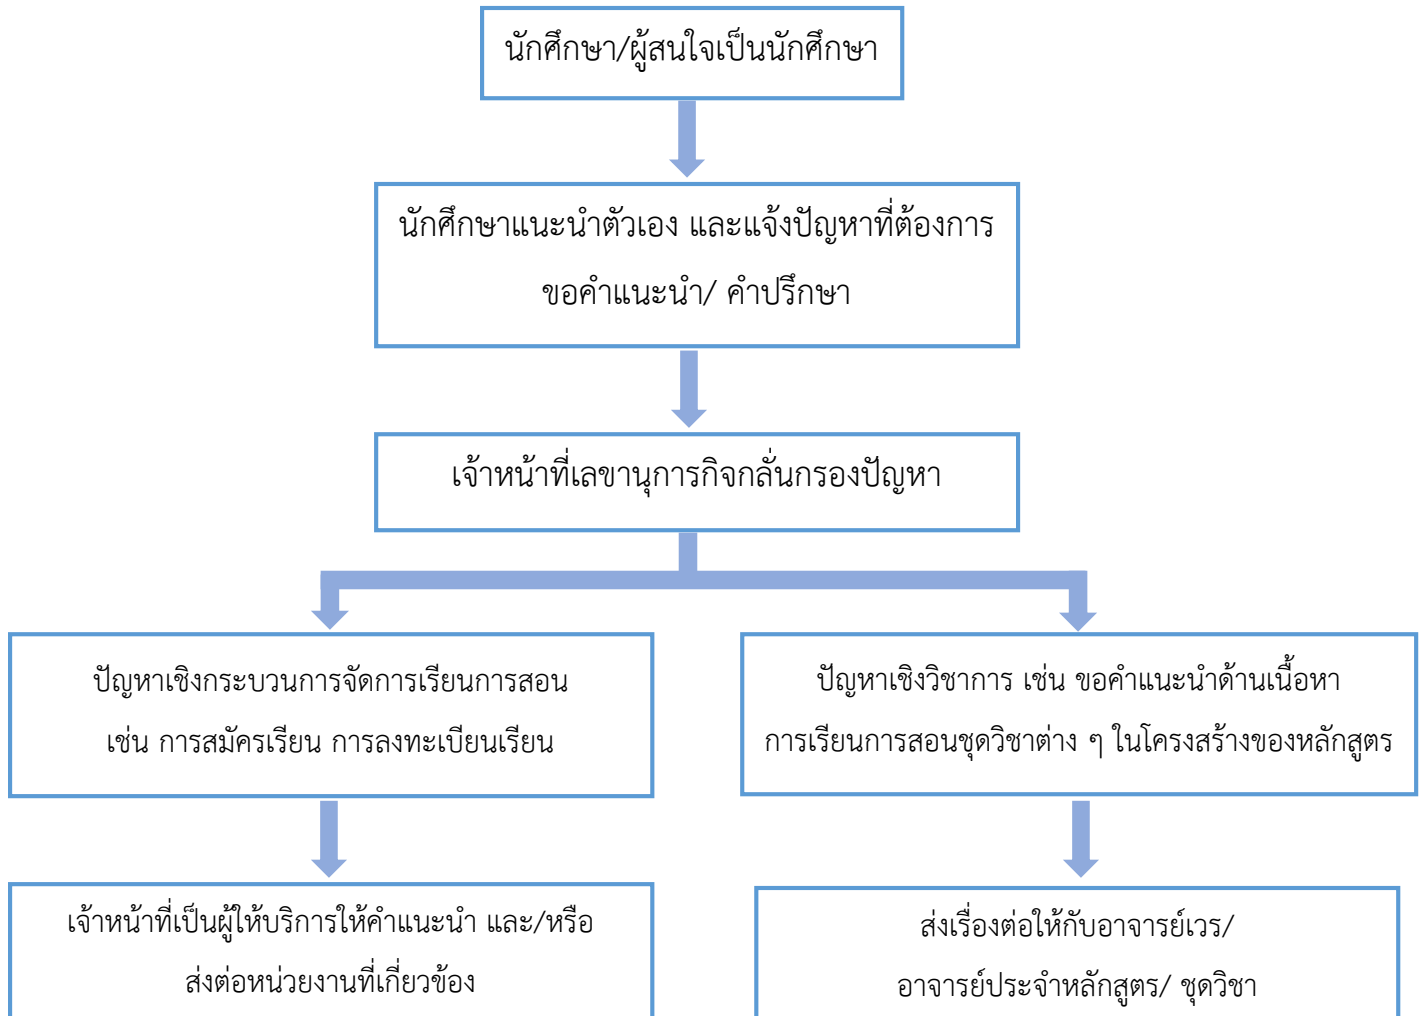 นักศึกษา/ผู้สนใจเป็นนักศึกษา
นักศึกษาแนะนำตัวเอง และแจ้งปัญหาที่ต้องการ
ขอคำแนะนำ/ คำปรึกษา
เจ้าหน้าที่เลขานุการกิจกลั่นกรองปัญหา
ปัญหาเชิงกระบวนการจัดการเรียนการสอน
เช่น การสมัครเรียน การลงทะเบียนเรียน
ปัญหาเชิงวิชาการ เช่น ขอคำแนะนำด้านเนื้อหา
การเรียนการสอนชุดวิชาต่าง ๆ ในโครงสร้างของหลักสูตร
เจ้าหน้าที่เป็นผู้ให้บริการให้คำแนะนำ และ/หรือ
ส่งต่อหน่วยงานที่เกี่ยวข้อง
ส่งเรื่องต่อให้กับอาจารย์เวร/
อาจารย์ประจำหลักสูตร/ ชุดวิชา